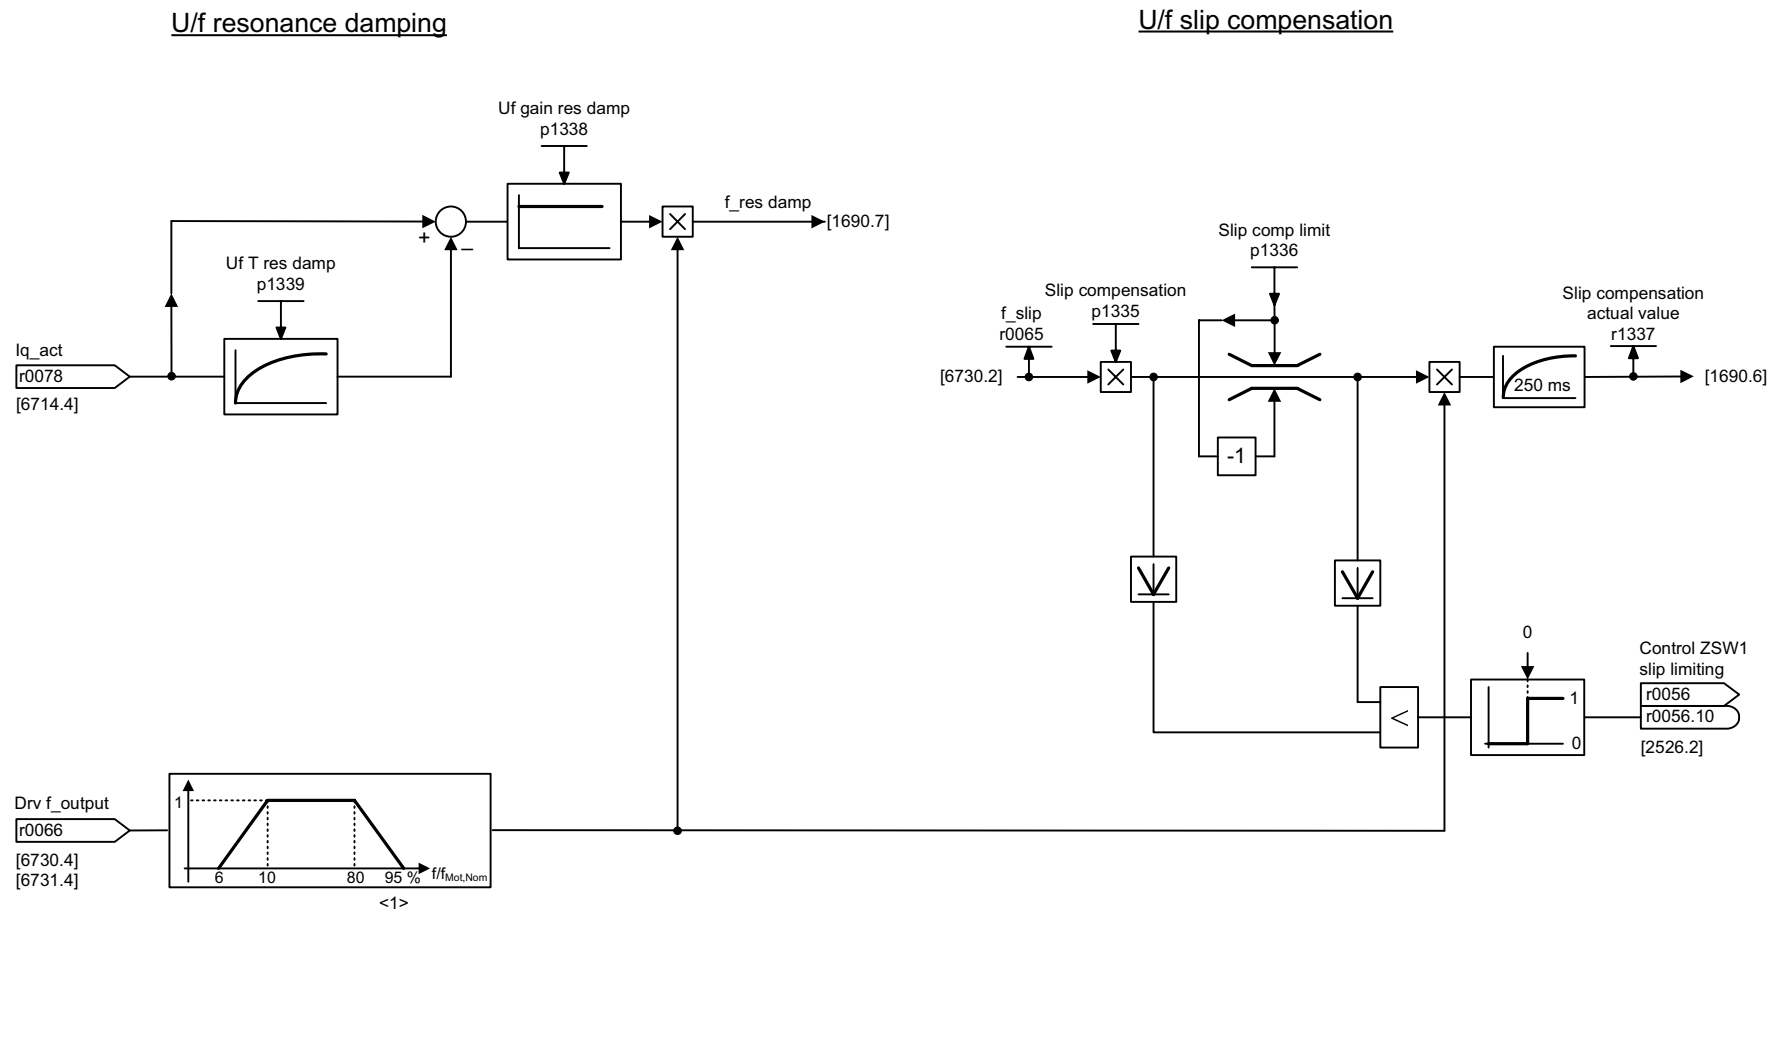 U/f resonance damping
U/f slip compensation
Uf gain res damp
p1338
f_res damp
[1690.7]
+
–
Uf T res damp
p1339
Iq_act
r0078
[6714.4]
Slip comp limit
p1336
Slip compensation
p1335
f_slip
r0065
[6730.2]
Slip compensation
actual value
r1337
250 ms
[1690.6]
-1
0
Control ZSW1
slip limiting
r0056
r0056.10
[2526.2]
<
1
0
Drv f_output
r0066
[6730.4]
[6731.4]
1
6 10 80 95 % f/fMot,Nom
<1>